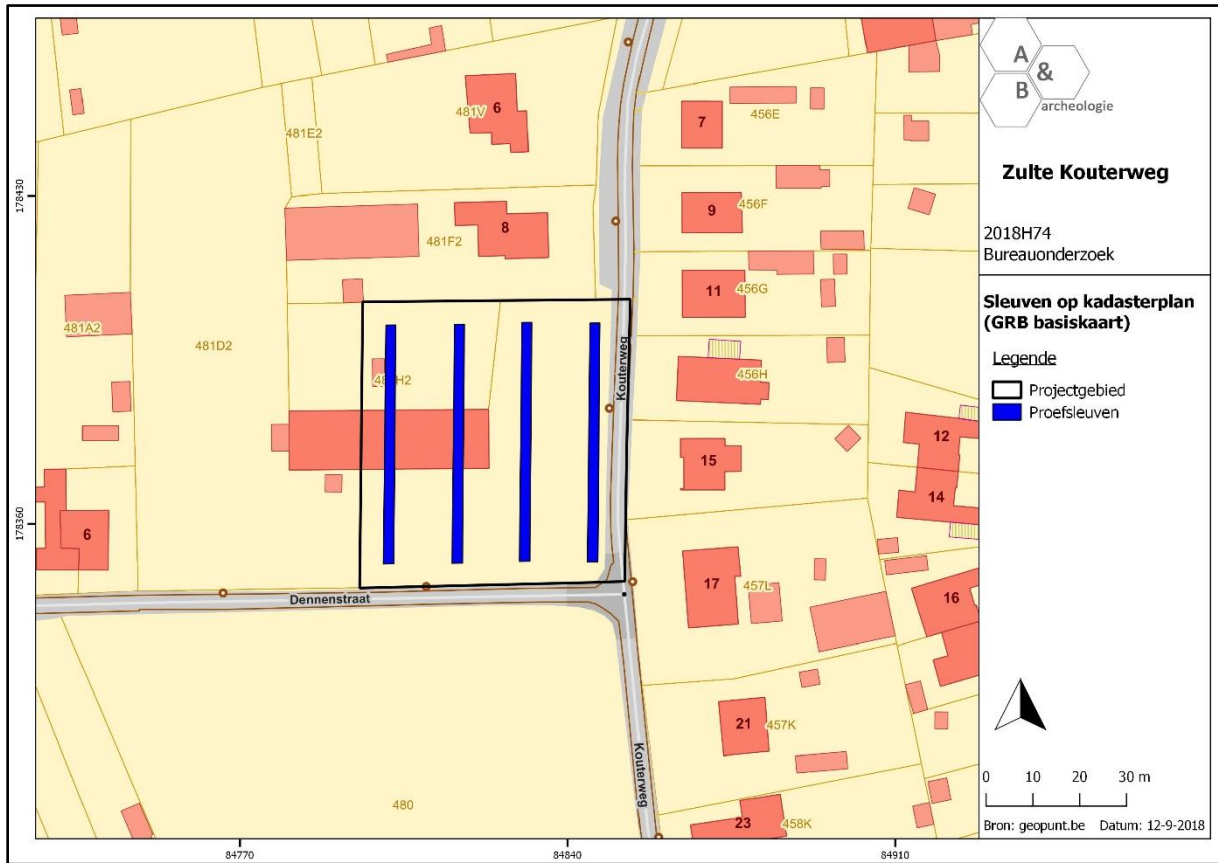 A
&
B
archeologie
Zulte Kouterweg
2018H74
Bureauonderzoek
Sleuven op kadasterplan
(GRB basiskaart)
Legende
Projectgebied
Proefsleuven
0 10 20 30 m
Bron: geopunt.be Datum: 12-9-2018
178430
178360
84770
84840
84910
481E2
481V
6
7
456E
9
456F
8
481F2
11
456G
481A2
481D2
456H
Kouterweg
12
15
14
6
17
457L
16
Dennenstraat
21
457K
Kouterweg
480
23
458K